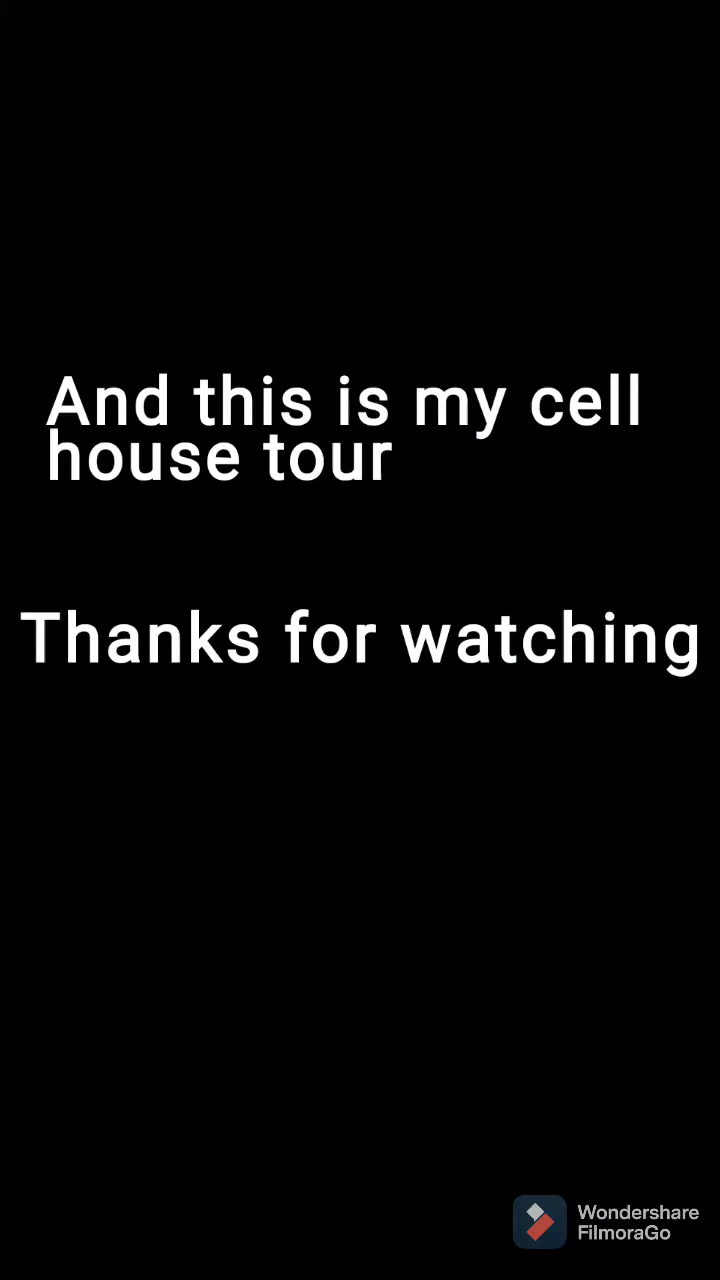 And this is my cell
house tour
Thanks for watching
Wondershare
FilmoraGo